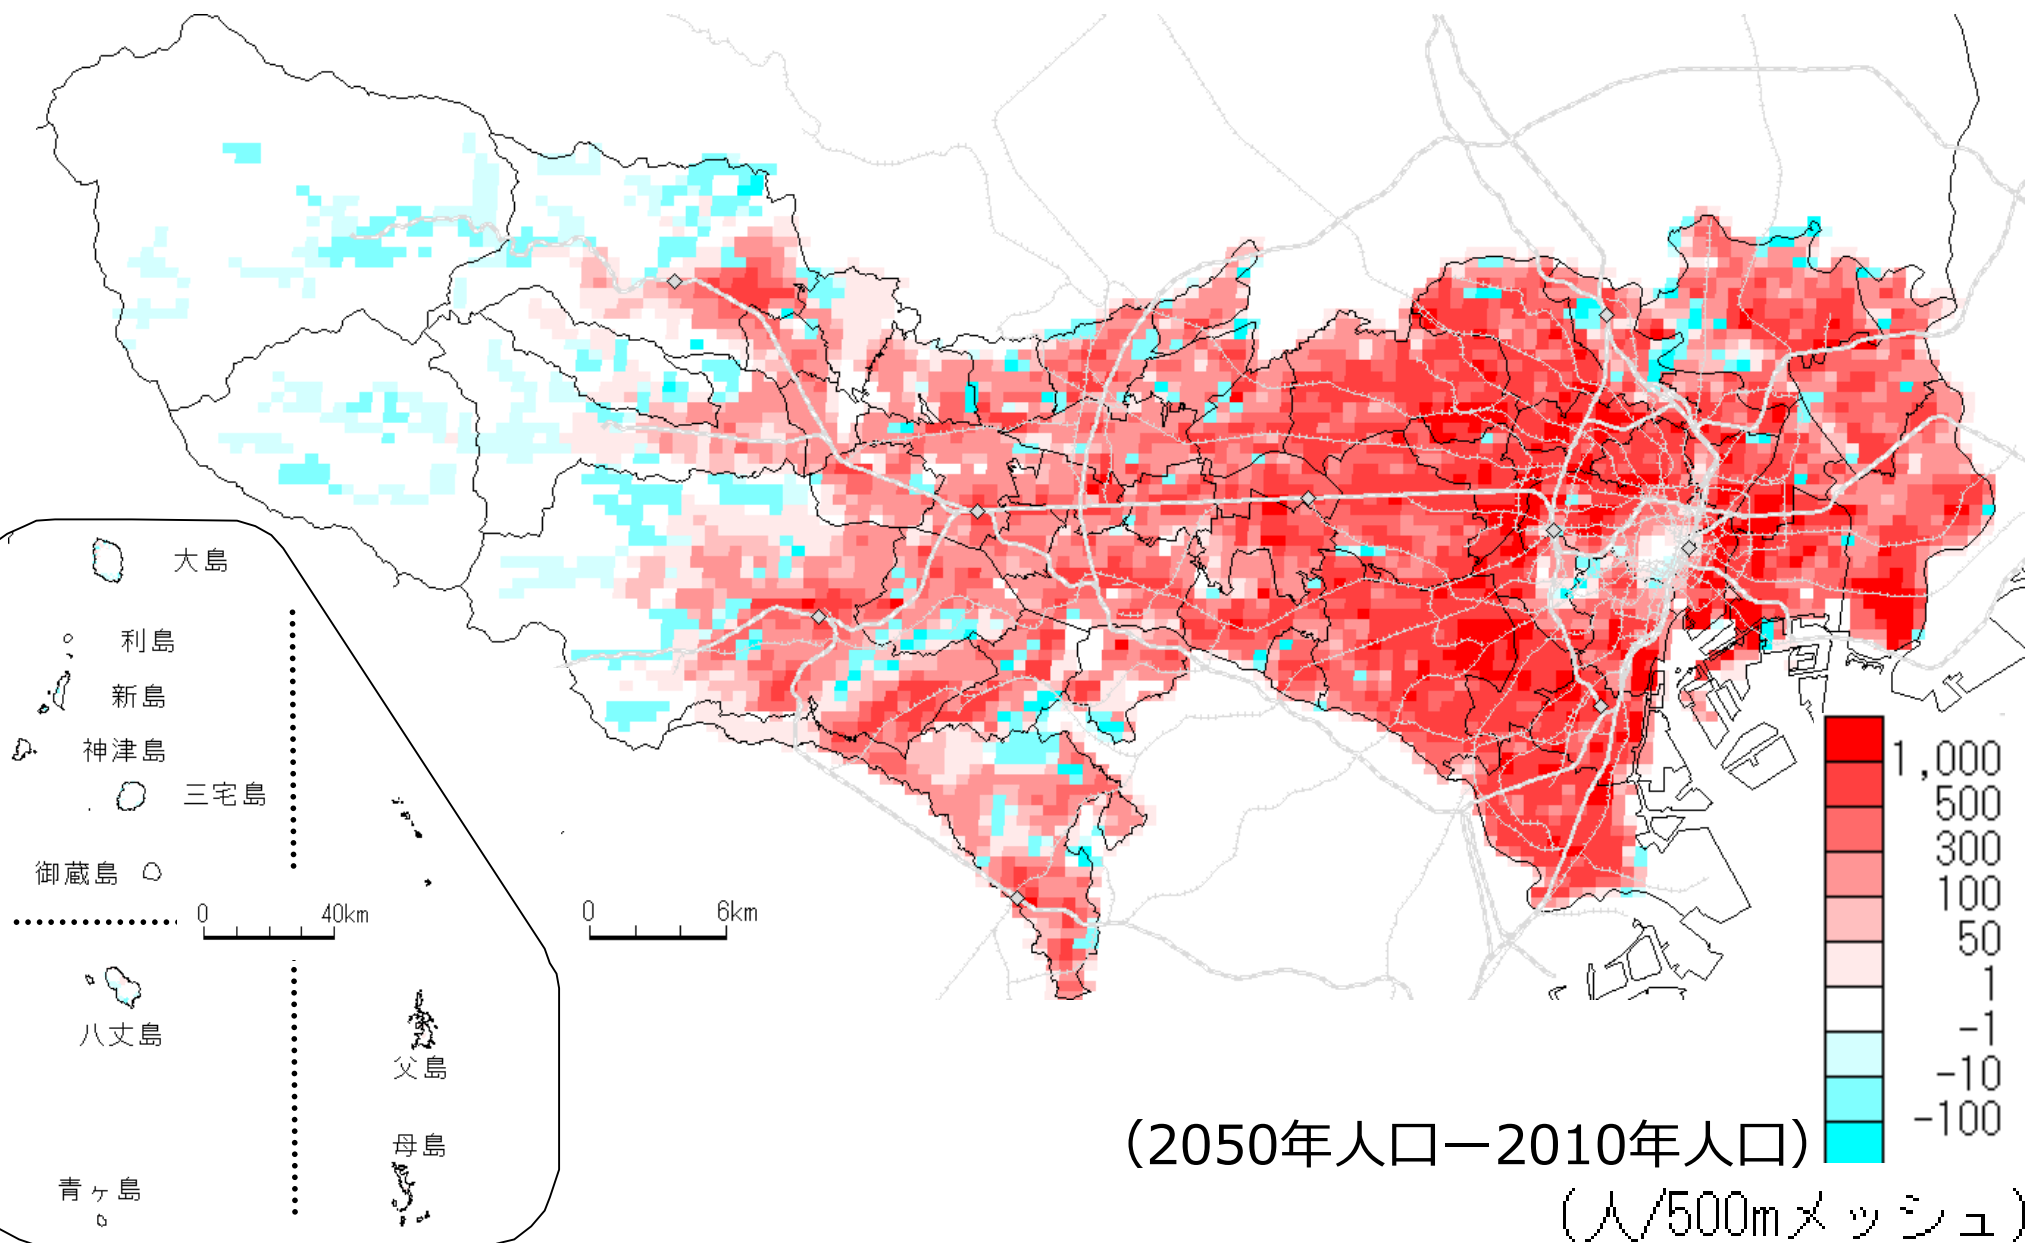 大島
利島
新島
神津島
三宅島
御蔵島
0 40km
0 6km
八丈島
父島
母島
青ヶ島
1,000
500
300
100
50
1
-1
-10
-100
（2050年人口ー2010年人口）
(人/500mメッシュ)